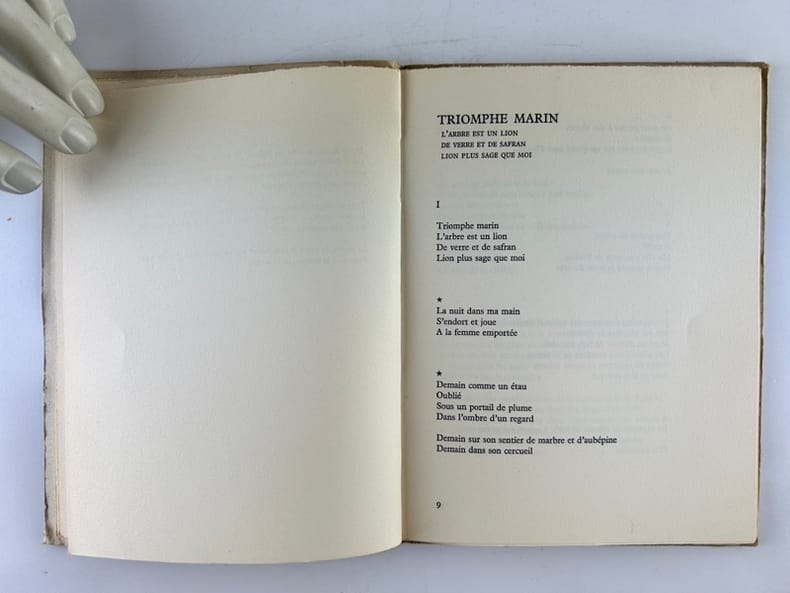 TRIOMPHE MARIN
L'ARBRE EST UN LION
DE VERRE ET DE SAFRAN
LION PLUS SAGE QUE MOI
I
Triomphe marin
L'arbre est un lion
De verre et de safran
Lion plus sage que moi
★
La nuit dans ma main
S'endort et joue
A la femme emportée
★
Demain comme un étau
Oublié
Sous un portail de plume
Dans l'ombre d'un regard
Demain sur son sentier de marbre et d'aubépine
Demain dans son cercueil
9